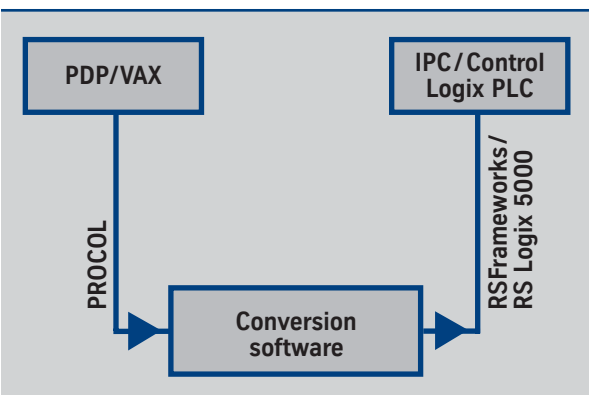 PDP/VAX
IPC/Control
Logix PLC
PROCOL
RSFrameworks/
RS Logix 5000
Conversion
software